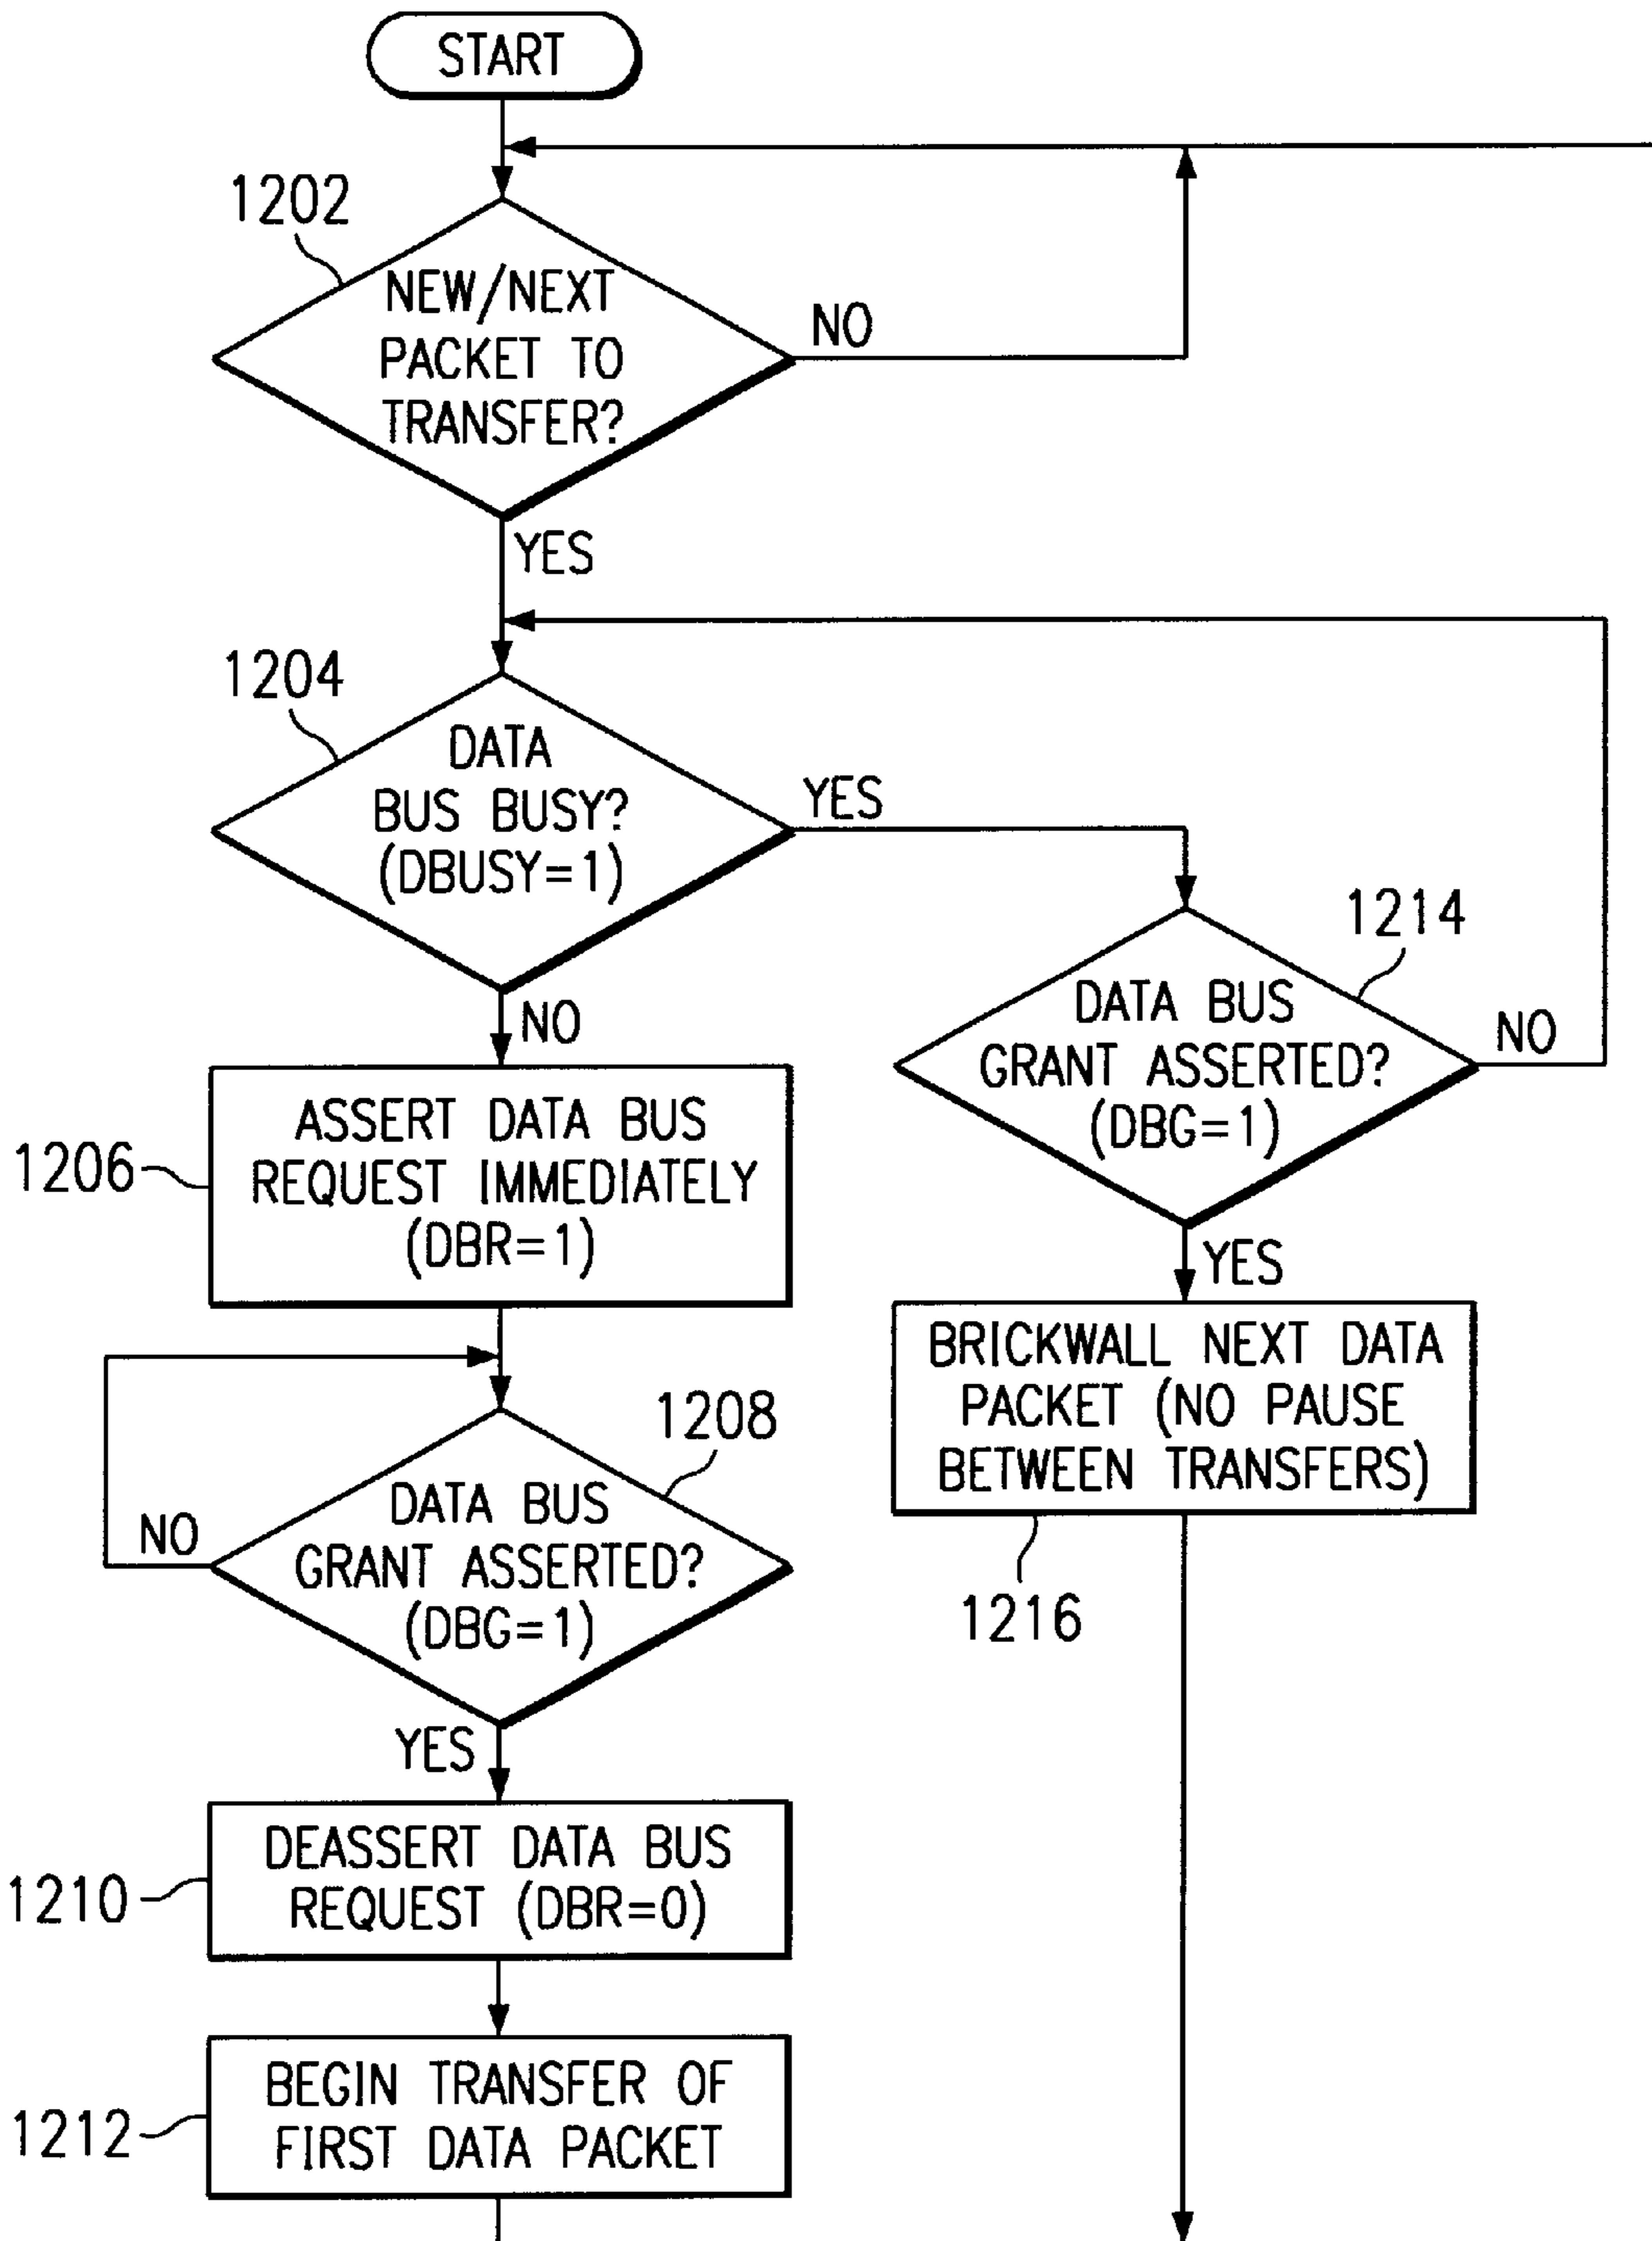 START
1202
NEW/NEXT
PACKET TO
TRANSFER?
NO
YES
1204
DATA
BUS BUSY?
(DBUSY=1)
YES
NO
1214
DATA BUS
GRANT ASSERTED?
(DBG=1)
NO
YES
1206
ASSERT DATA BUS
REQUEST IMMEDIATELY
(DBR=1)
BRICKWALL NEXT DATA
PACKET (NO PAUSE
BETWEEN TRANSFERS)
1216
1208
DATA BUS
GRANT ASSERTED?
(DBG=1)
NO
YES
1210
DEASSERT DATA BUS
REQUEST (DBR=0)
1212
BEGIN TRANSFER OF
FIRST DATA PACKET